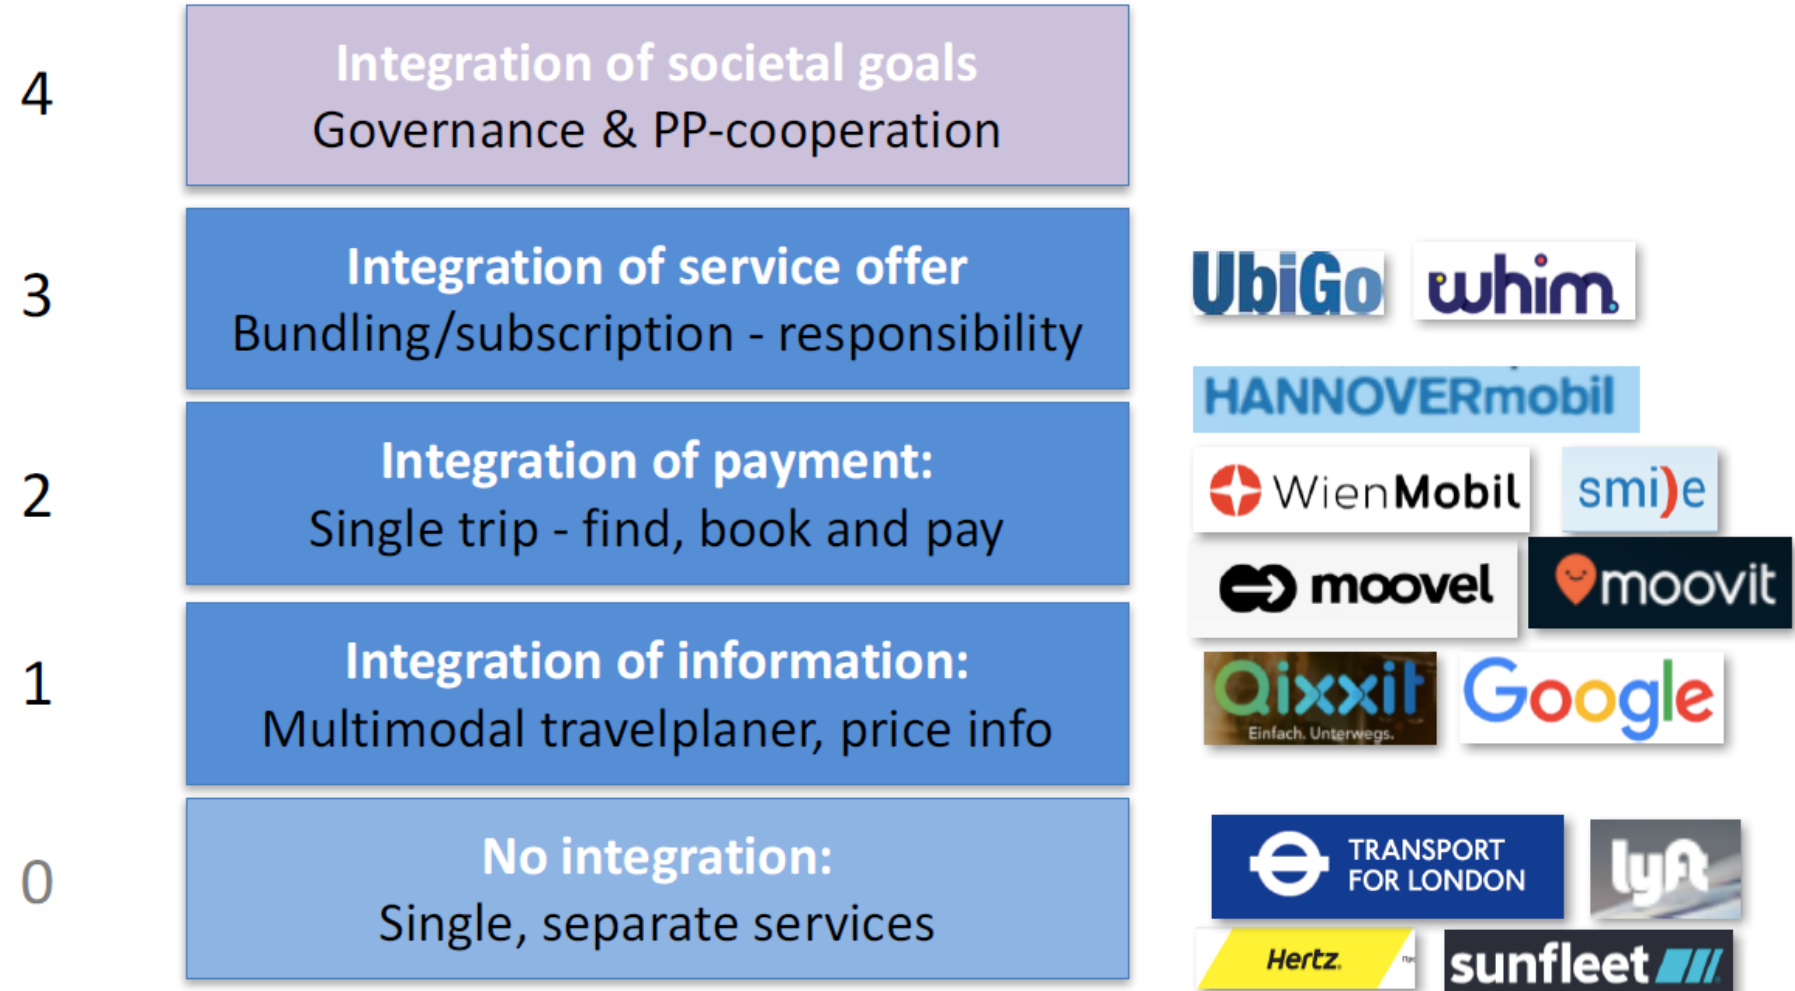 4
Integration of societal goals
Governance & PP-cooperation
3
Integration of service offer
Bundling/subscription - responsibility
UbiGo
whim
HANNOVERmobil
2
Integration of payment:
Single trip - find, book and pay
WienMobil
smile
moovel
moovit
1
Integration of information:
Multimodal travelplaner, price info
Qixxit
Einfach. Unterwegs.
Google
0
No integration:
Single, separate services
TRANSPORT
FOR LONDON
lyft
Hertz.
sunfleet